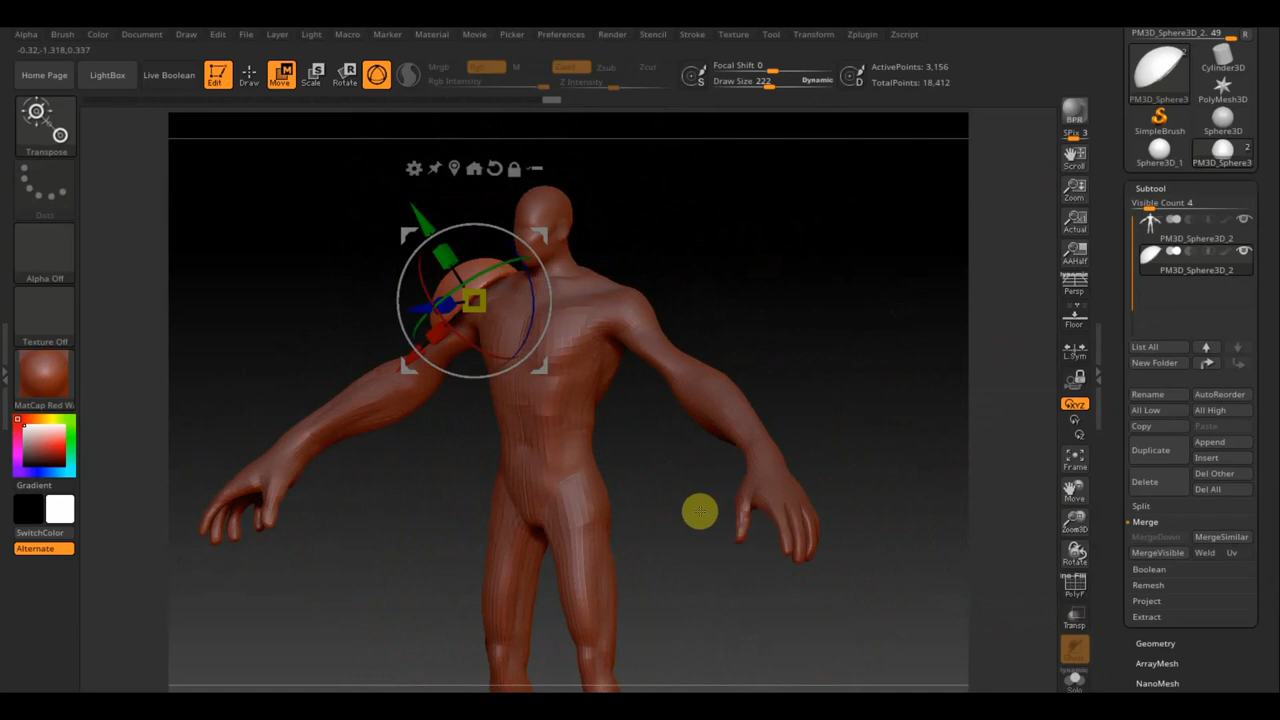 Alpha Brush Color Document Draw Edit File Layer Light Macro Marker Material Movie Picker Preferences Render Stencil Stroke Texture Tool Transform Zplugin Zscript
-0.32,-1.318,0.337
Home Page LightBox Live Boolean Edit Draw Move Scale Rotate
Mrgb Rgb M
Rgb Intensity
Zadd Zsub Zcut
Z Intensity
S
Focal Shift 0
Draw Size 222 Dynamic
D
ActivePoints: 3,156
TotalPoints: 18,412
Transpose
Dots
Alpha Off
Texture Off
MatCap Red Wa
Gradient
SwitchColor
Alternate
BPR
SPix 3
Scroll
Zoom
Actual
AAHalf
Dynamic
Persp
Floor
L.Sym
XYZ
Y
Z
Frame
Move
Zoom3D
Rotate
PolyF
Transp
Ghost
Dynamic
Solo
PM3D_Sphere3D_2. 49 R
2
PM3D_Sphere3
Cylinder3D
PolyMesh3D
SimpleBrush
Sphere3D
Sphere3D_1
2
PM3D_Sphere3
Subtool
Visible Count 4
PM3D_Sphere3D_2
PM3D_Sphere3D_2
List All
New Folder
Rename AutoReorder
All Low All High
Copy Paste
Duplicate Append
Insert
Delete Del Other
Del All
Split
Merge
MergeDown MergeSimilar
MergeVisible Weld Uv
Boolean
Remesh
Project
Extract
Geometry
ArrayMesh
NanoMesh